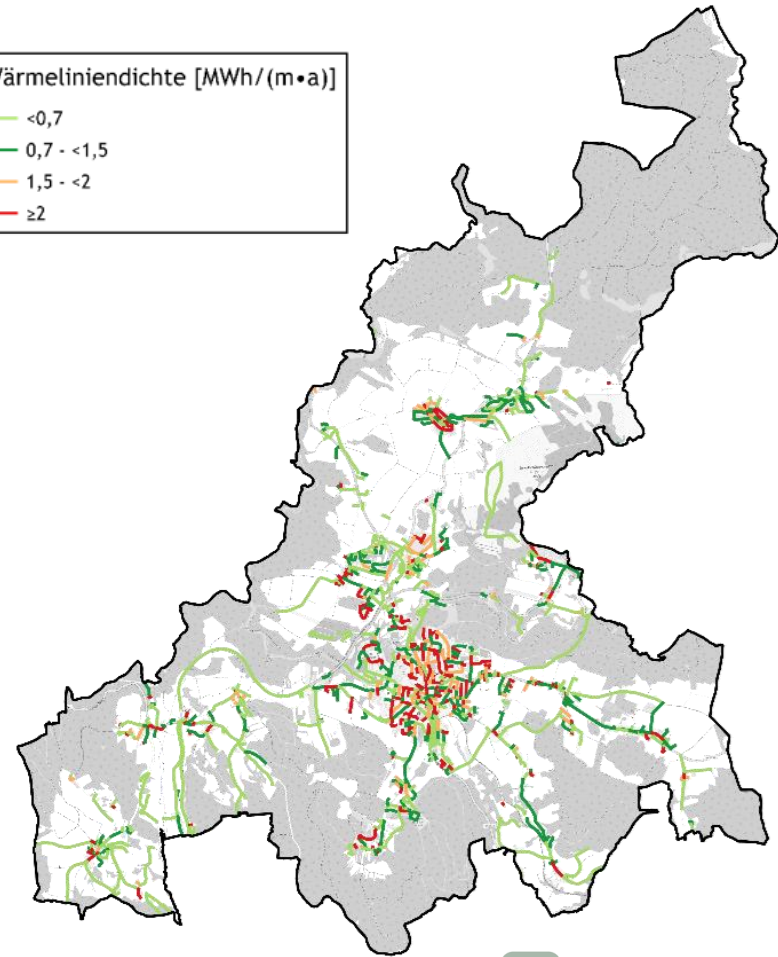 Wärmeliniendichte [MWh/(m•a)]
<0,7
0,7 - <1,5
1,5 - <2
≥2